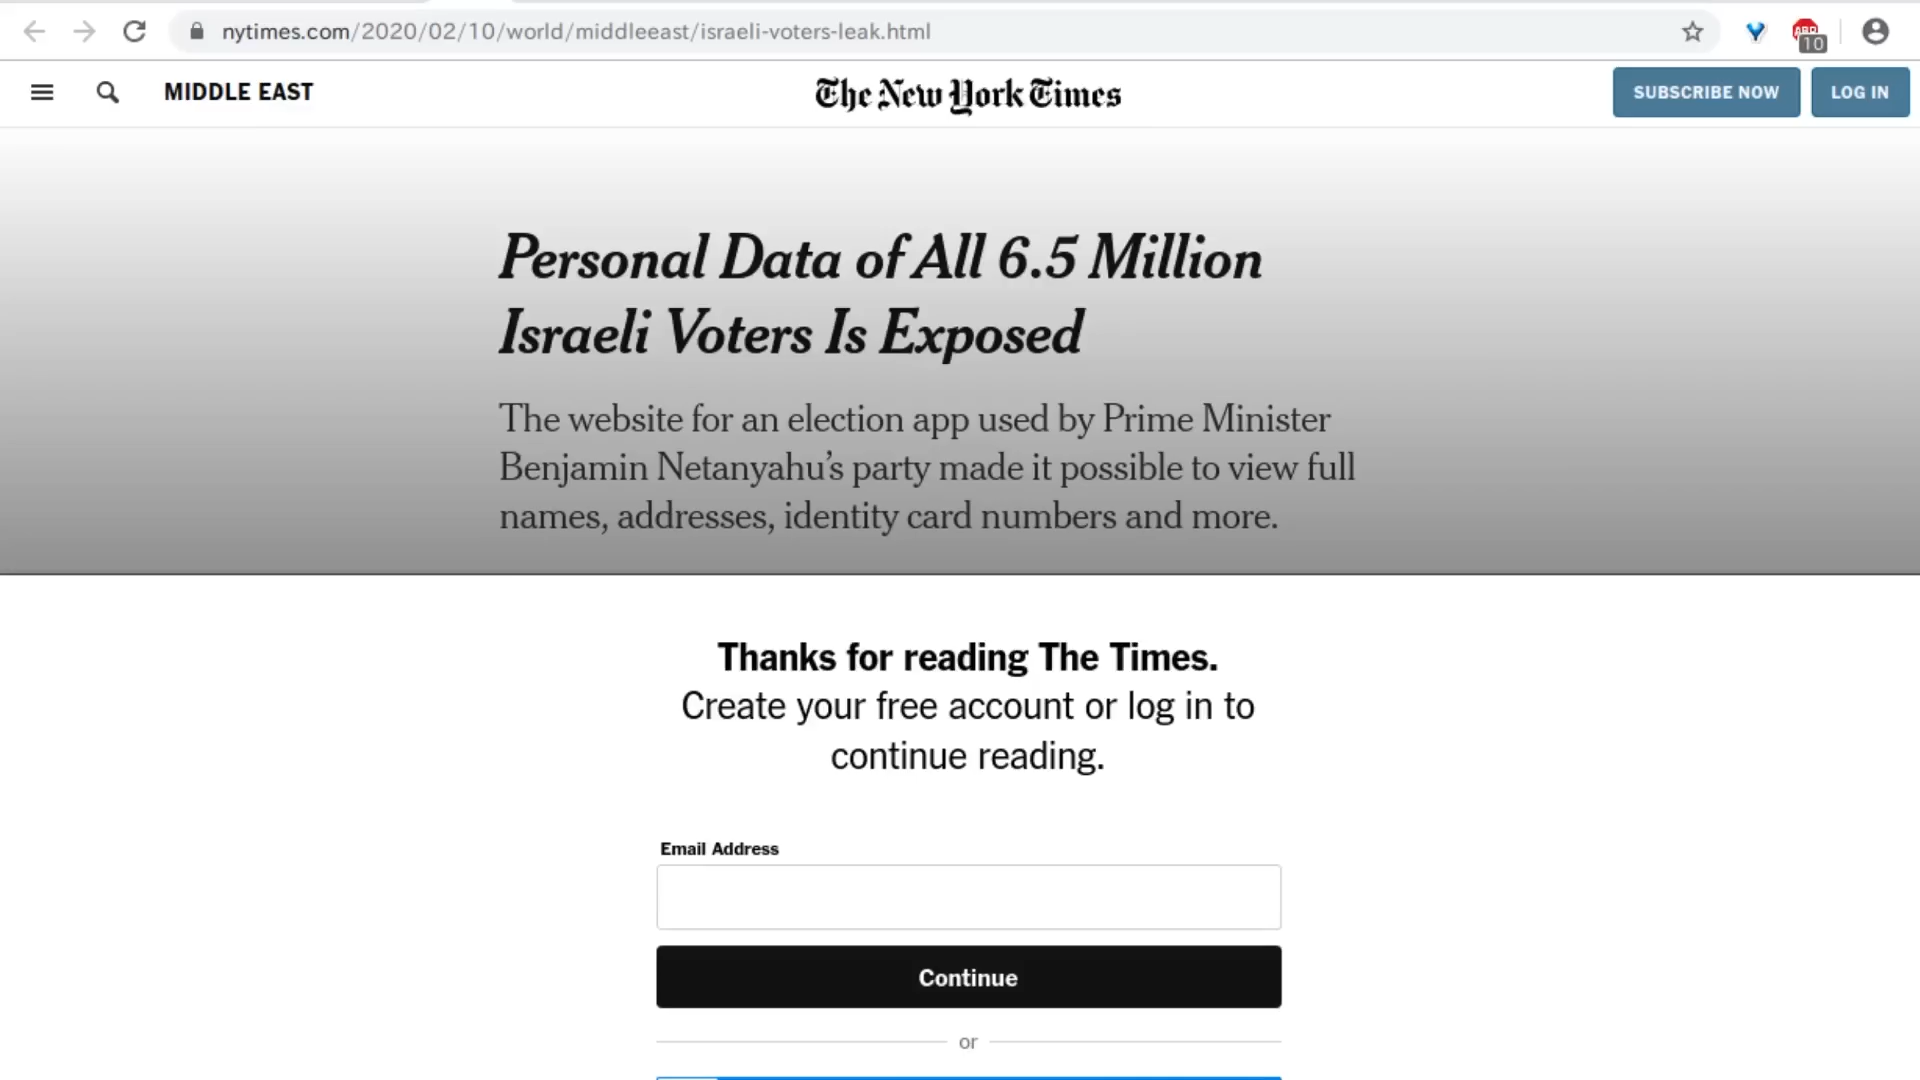 nytimes.com/2020/02/10/world/middleeast/israeli-voters-leak.html
10
MIDDLE EAST
The New York Times
SUBSCRIBE NOW
LOG IN
Personal Data of All 6.5 Million
Israeli Voters Is Exposed
The website for an election app used by Prime Minister
Benjamin Netanyahu’s party made it possible to view full
names, addresses, identity card numbers and more.
Thanks for reading The Times.
Create your free account or log in to
continue reading.
Email Address
Continue
or